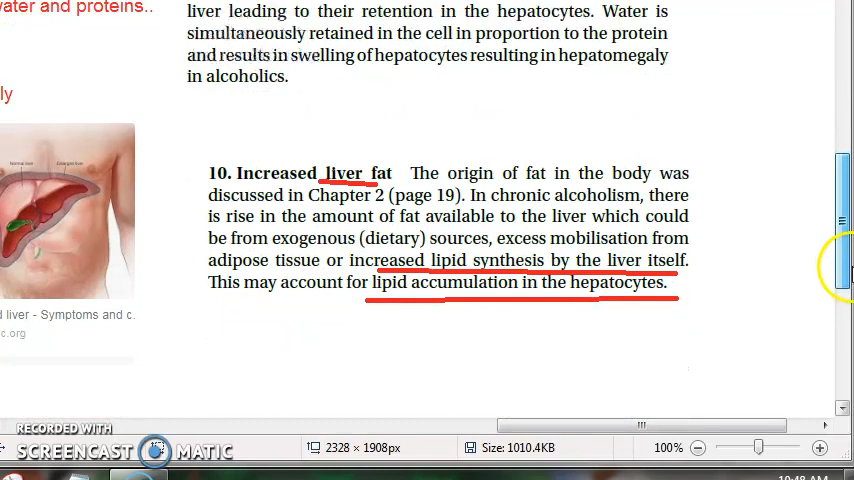 vater and proteins..
liver leading to their retention in the hepatocytes. Water is
simultaneously retained in the cell in proportion to the protein
and results in swelling of hepatocytes resulting in hepatomegaly
in alcoholics.
ly
10. Increased liver fat The origin of fat in the body was
discussed in Chapter 2 (page 19). In chronic alcoholism, there
is rise in the amount of fat available to the liver which could
be from exogenous (dietary) sources, excess mobilisation from
adipose tissue or increased lipid synthesis by the liver itself.
This may account for lipid accumulation in the hepatocytes.
d liver - Symptoms and c.
c.org
RECORDED WITH
SCREENCAST MATIC
2328 × 1908px
Size: 1010.4KB
100%
10:48 AM